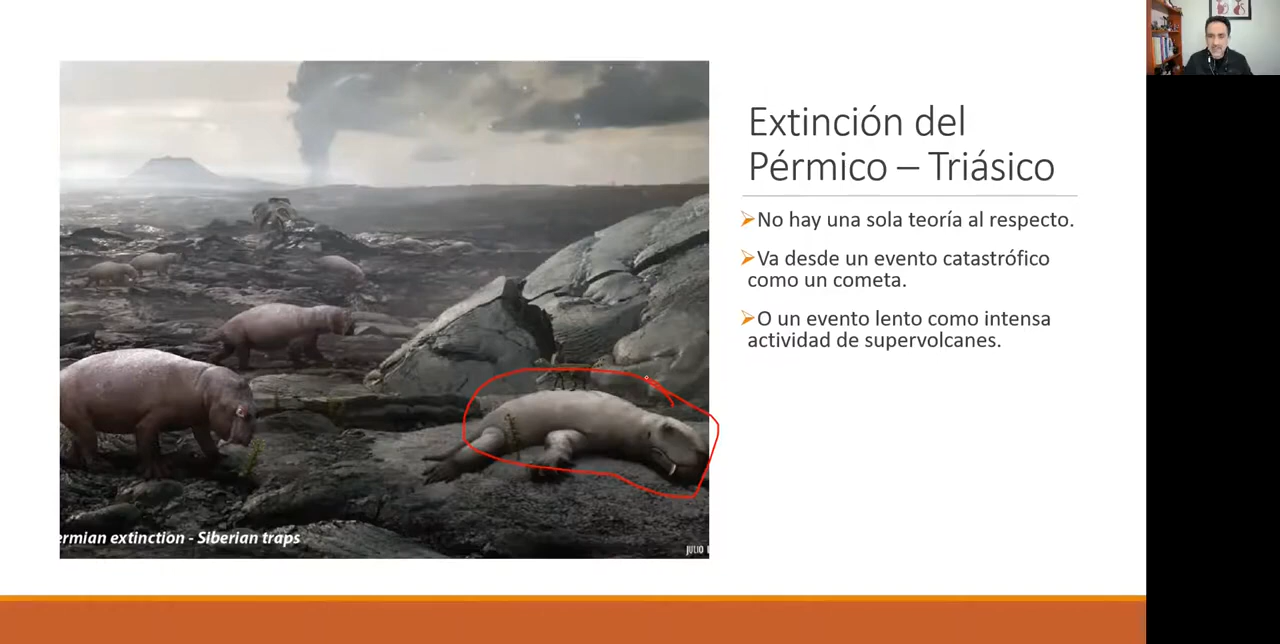 Extinción del
Pérmico – Triásico
No hay una sola teoría al respecto.
Va desde un evento catastrófico
como un cometa.
O un evento lento como intensa
actividad de supervolcanes.
ermian extinction - Siberian traps
JULIO